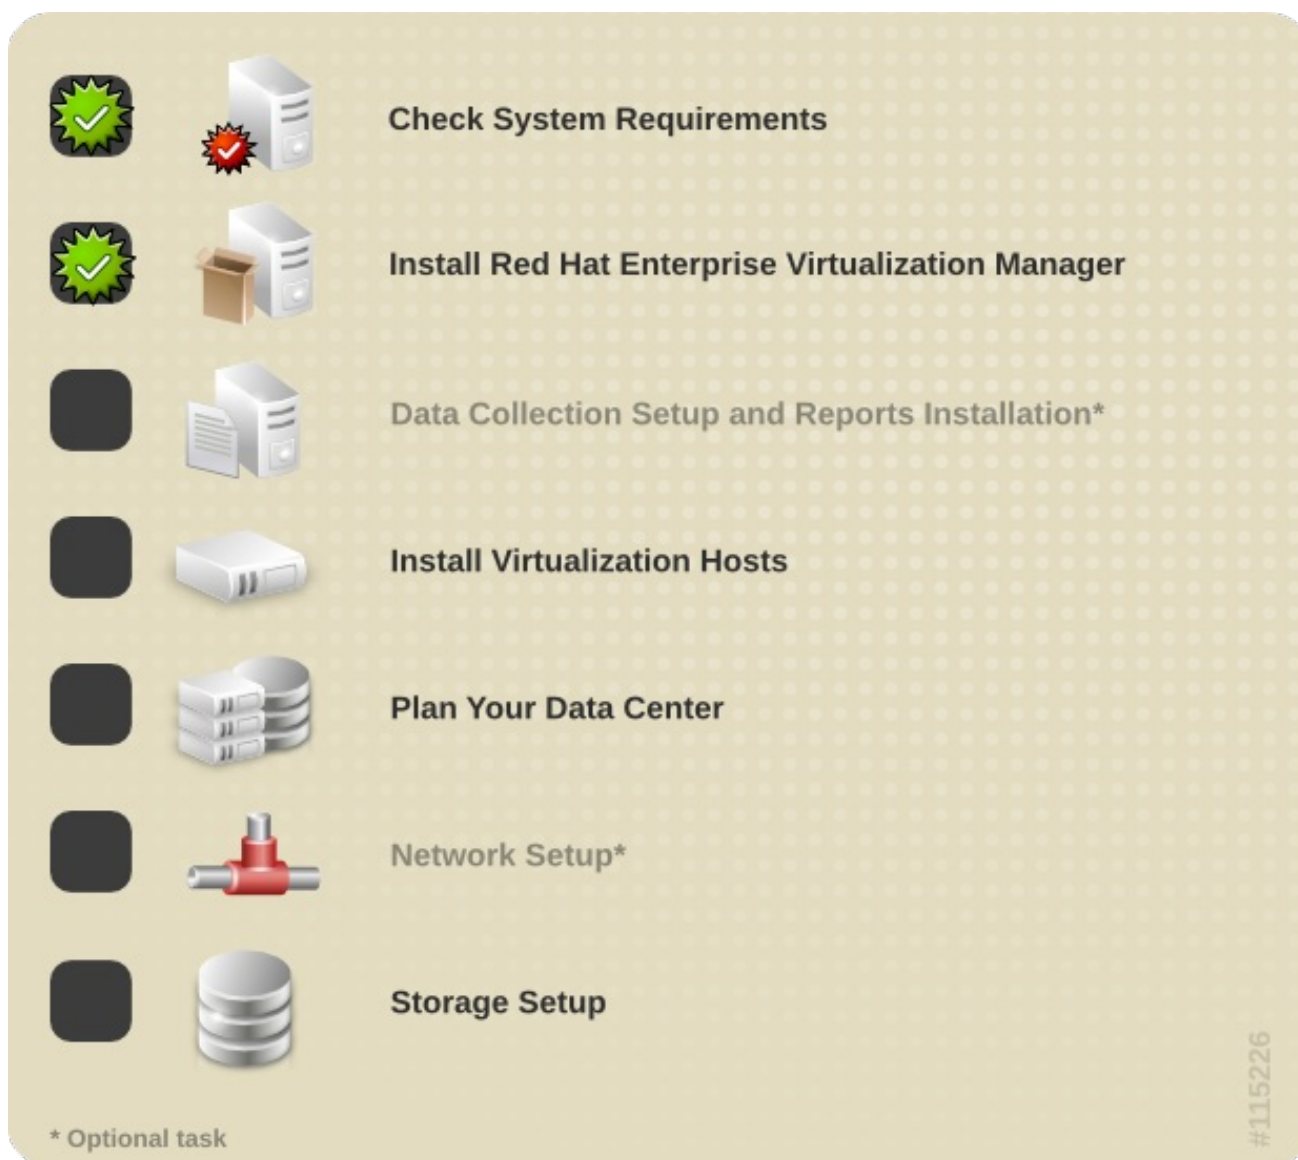 Check System Requirements
Install Red Hat Enterprise Virtualization Manager
Data Collection Setup and Reports Installation*
Install Virtualization Hosts
Plan Your Data Center
Network Setup*
Storage Setup
* Optional task
#115226